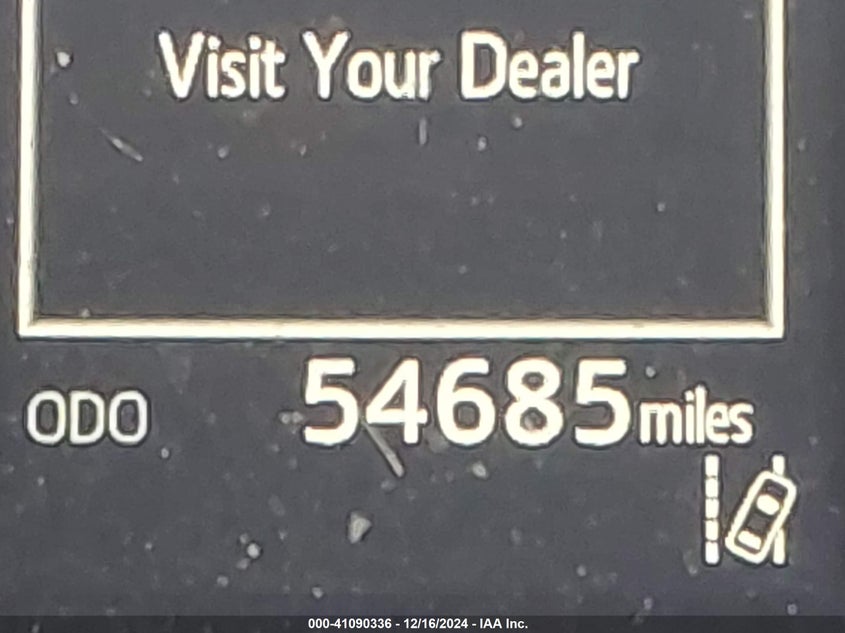 Visit Your Dealer
ODO 54685 miles
000-41090336 - 12/16/2024 - IAA Inc.